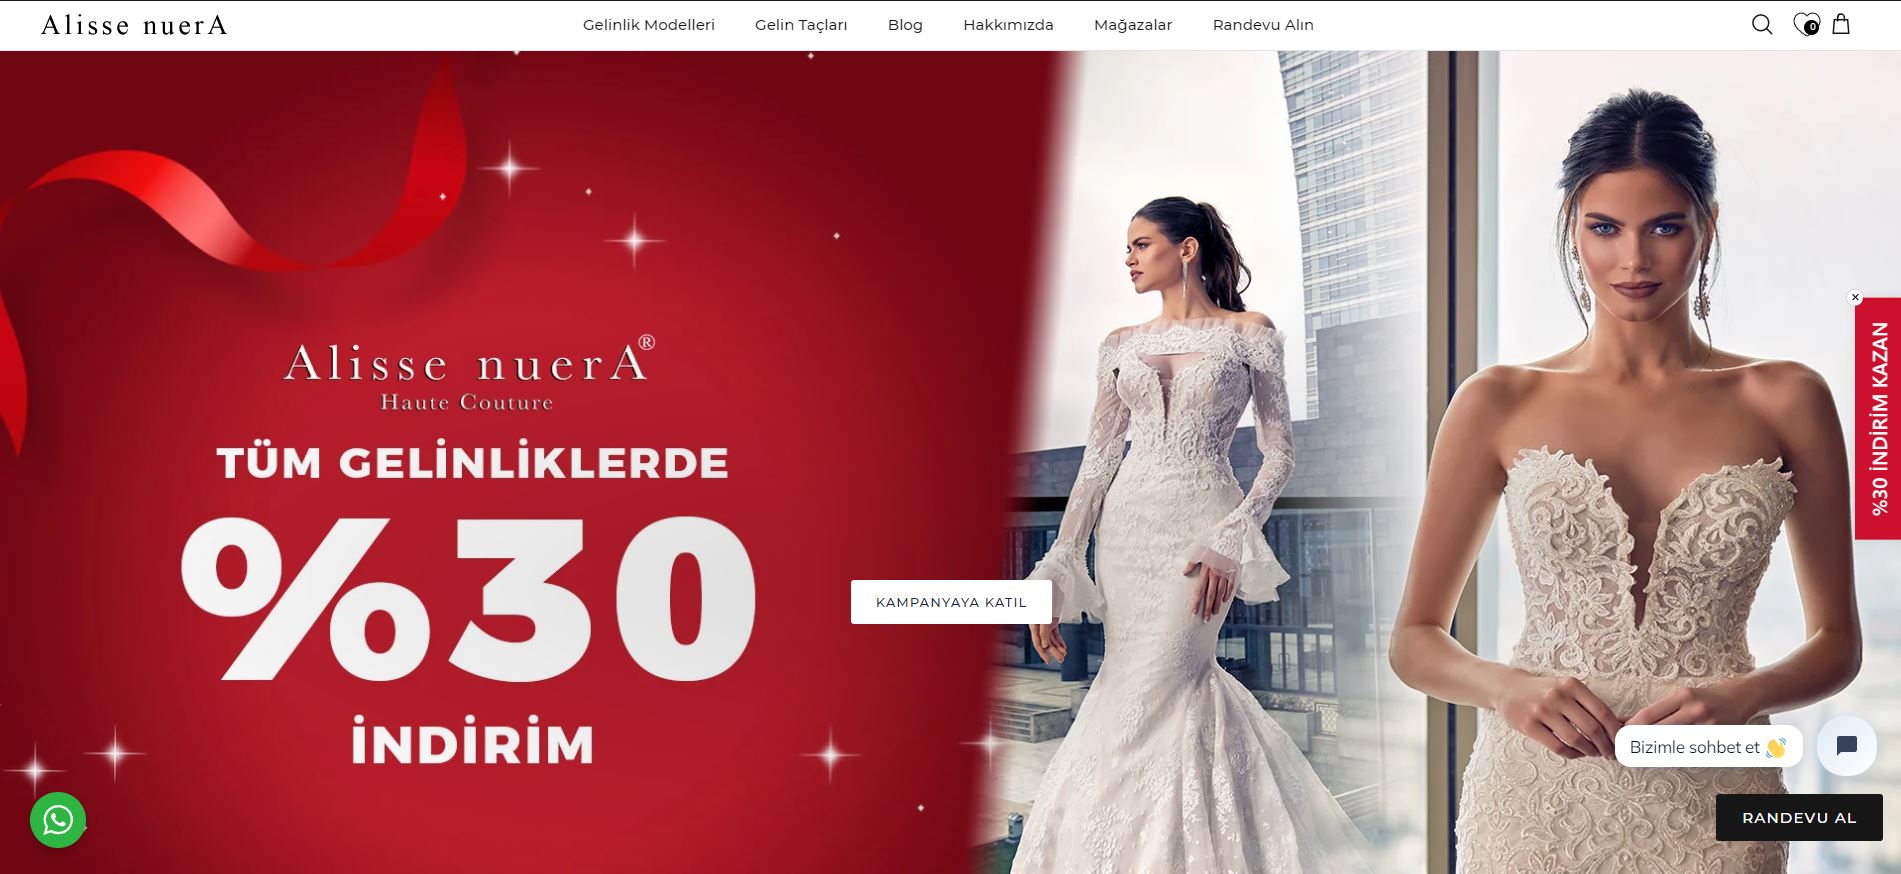 Alisse nuerA
Gelinlik Modelleri
Gelin Taçları
Blog
Hakkımızda
Mağazalar
Randevu Alın
0
Alisse nuerA®
Haute Couture
TÜM GELİNLİKLERDE
%30
İNDİRİM
KAMPANYAYA KATIL
%30 İNDİRİM KAZAN
Bizimle sohbet et 👋
RANDEVU AL